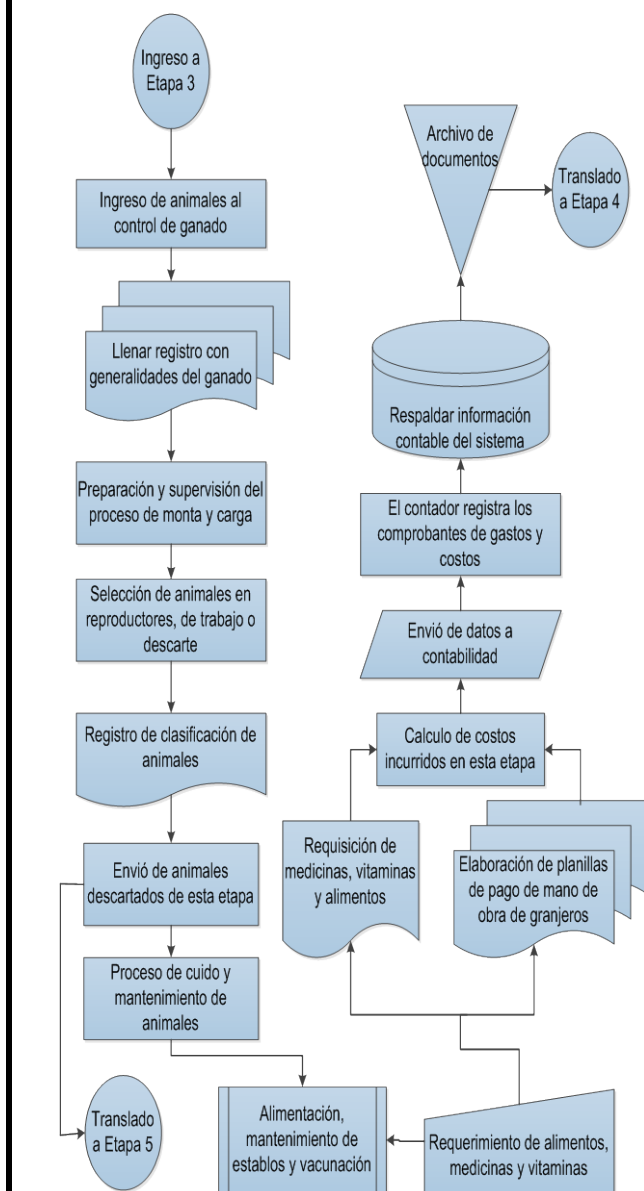 Ingreso a
Etapa 3
Ingreso de animales al
control de ganado
Llenar registro con
generalidades del ganado
Preparación y supervisión del
proceso de monta y carga
Selección de animales en
reproductores, de trabajo o
descarte
Registro de clasificación de
animales
Envió de animales
descartados de esta etapa
Proceso de cuido y
mantenimiento de
animales
Translado
a Etapa 5
Alimentación,
mantenimiento de
establos y vacunación
Requerimiento de alimentos,
medicinas y vitaminas
Requisición de
medicinas, vitaminas
y alimentos
Elaboración de planillas
de pago de mano de
obra de granjeros
Calculo de costos
incurridos en esta etapa
Envió de datos a
contabilidad
El contador registra los
comprobantes de gastos y
costos
Respaldar información
contable del sistema
Archivo de
documentos
Translado
a Etapa 4